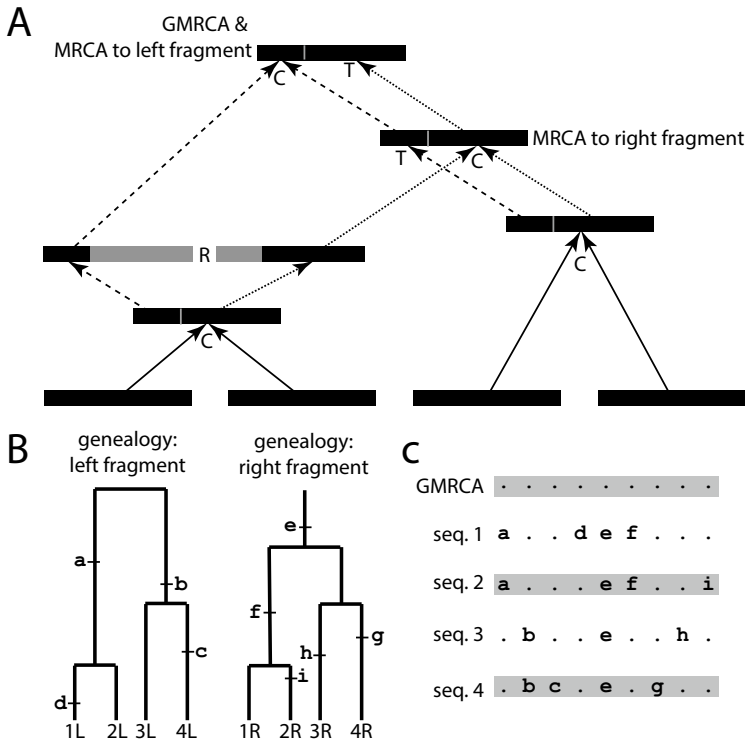 A
GMRCA &
MRCA to left fragment
C
T
MRCA to right fragment
T
C
R
C
C
B
genealogy:
left fragment
genealogy:
right fragment
a
b
c
d
1L 2L 3L 4L
e
f
g
h
i
1R 2R 3R 4R
C
GMRCA . . . . . . . . .
seq. 1 a . . d e f . . .
seq. 2 a . . . e f . . i
seq. 3 . b . . e . . h .
seq. 4 . b c . e . g . .